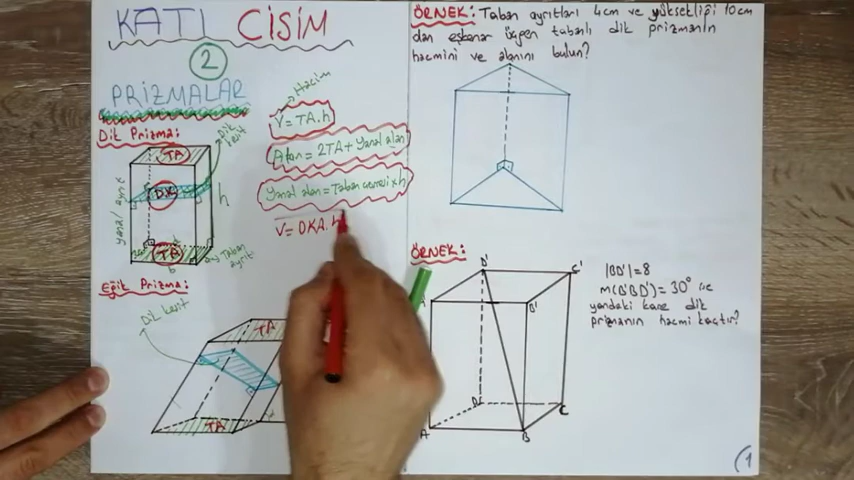 KATI CİSİM
2
PRİZMALAR
Dik Prizma:
TA
Dik kesit
DK
yanal ayrıt
h
TA
b
Taban ayrıt
Hacim
V=TA.h
Alan = 2TA + Yanal alan
Yanal alan = Taban çevresi x h
V= DKA.h
Eğik Prizma:
Dik kesit
TA
TA
ÖRNEK: Taban ayrıtları 4cm ve yüksekliği 10cm
dan eşkenar üçgen tabanlı dik prizmanın
hacmini ve alanını bulun?
ÖRNEK:
D'
C'
B'
D
C
A
B
|BD'|=8
m(B'BD')=30° ise
yandaki kare dik
prizmanın hacmi kaçtır?
1